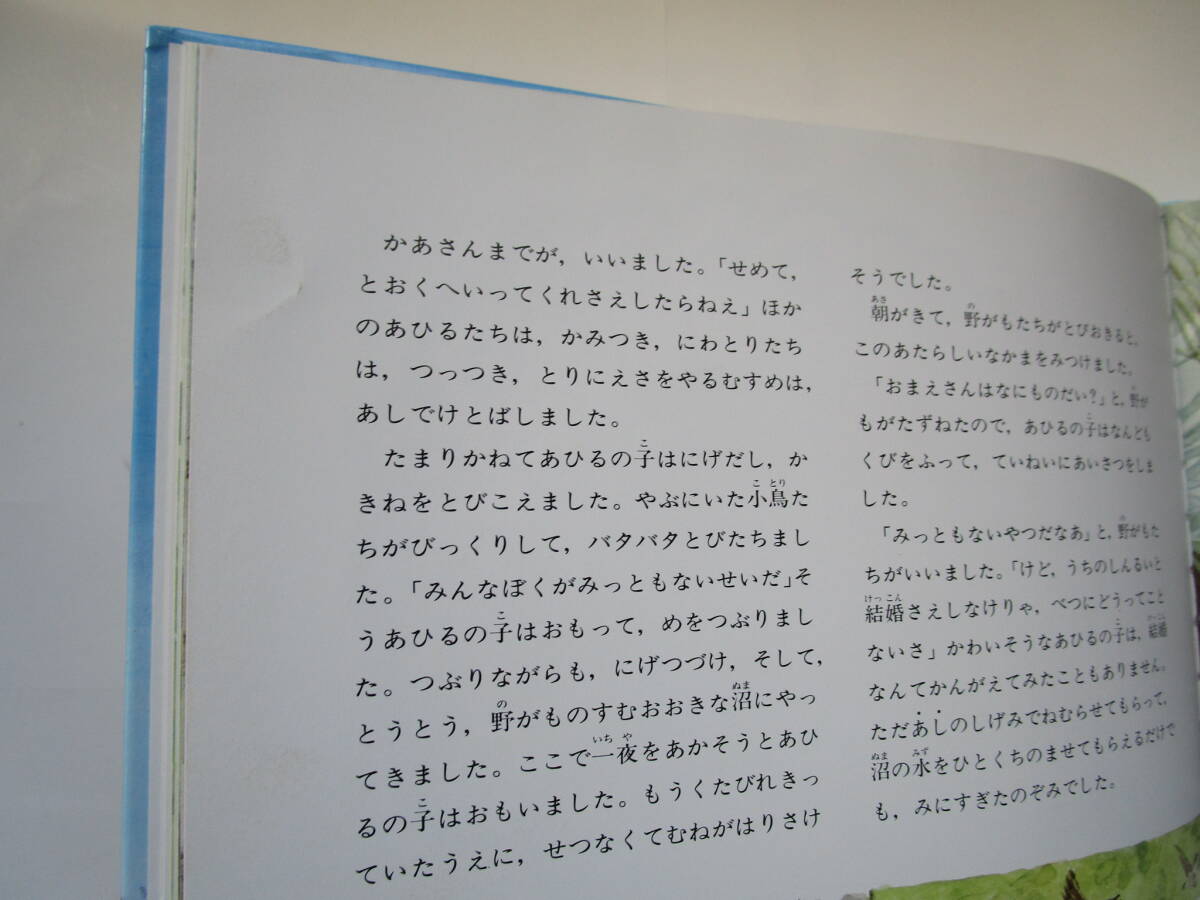 かあさんまでが，いいました。「せめて，
とおくへいってくれさえしたらねえ」ほか
のあひるたちは，かみつき，にわとりたち
は，つっつき，とりにえさをやるむすめは，
あしでけとばしました。
たまりかねてあひるの子はにげだし，か
きねをとびこえました。やぶにいた小鳥た
ちがびっくりして，バタバタとびたちまし
た。「みんなぼくがみっともないせいだ」そ
うあひるの子はおもって，めをつぶりまし
た。つぶりながらも，にげつづけ，そして，
とうとう，野がものすむおおきな沼にやっ
てきました。ここで一夜をあかそうとあひ
るの子はおもいました。もうくたびれきっ
ていたうえに，せつなくてむねがはりさけ
そうでした。
朝がきて，野がもたちがとびおきると，
このあたらしいなかまをみつけました。
「おまえさんはなにものだい？」と，野が
もがたずねたので，あひるの子はなんども
くびをふって，ていねいにあいさつをしま
した。
「みっともないやつだなあ」と，野がもた
ちがいいました。「けど，うちのしんるいと
結婚さえしなけりゃ，べつにどうってこと
ないさ」かわいそうなあひるの子は，結婚
なんてかんがえてみたこともありません。
ただあしのしげみでねむらせてもらって，
沼の水をひとくちのませてもらえるだけで
も，みにすぎたのぞみでした。